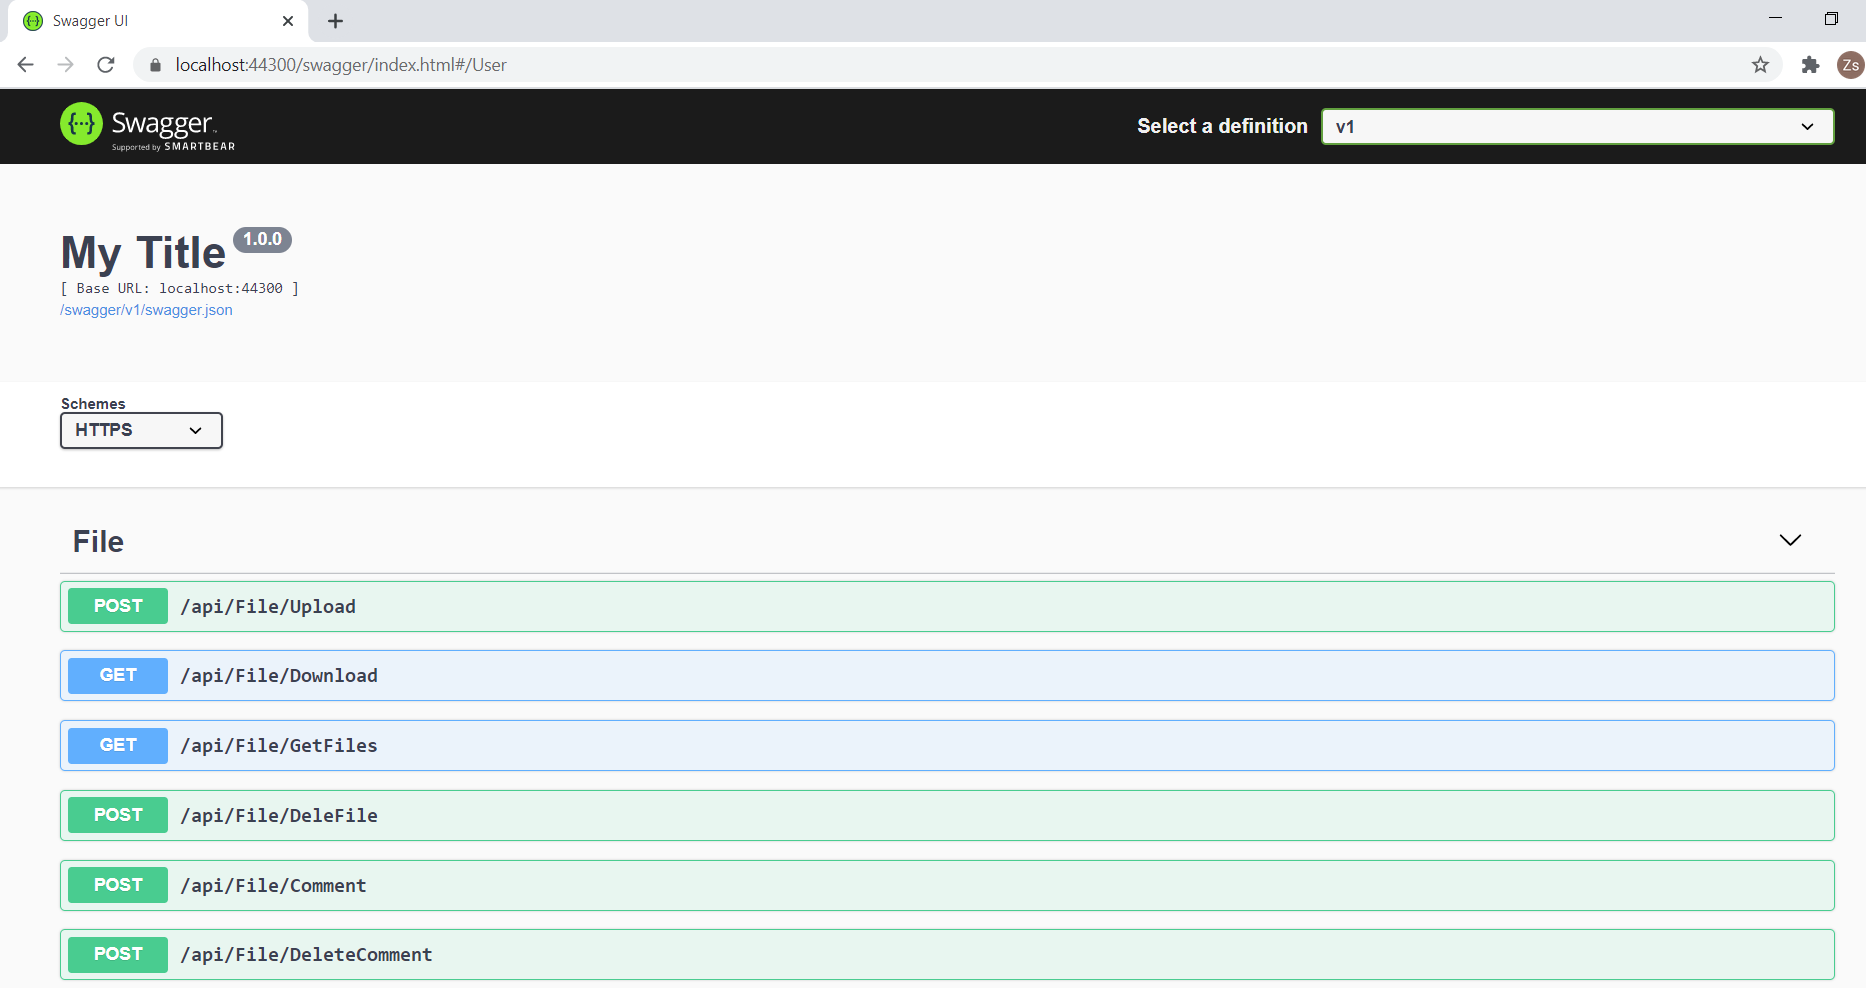 Swagger UI
localhost:44300/swagger/index.html#/User
Zs
{···} Swagger
Supported by SMARTBEAR
Select a definition v1
My Title 1.0.0
[ Base URL: localhost:44300 ]
/swagger/v1/swagger.json
Schemes
HTTPS
File
POST /api/File/Upload
GET /api/File/Download
GET /api/File/GetFiles
POST /api/File/DeleFile
POST /api/File/Comment
POST /api/File/DeleteComment